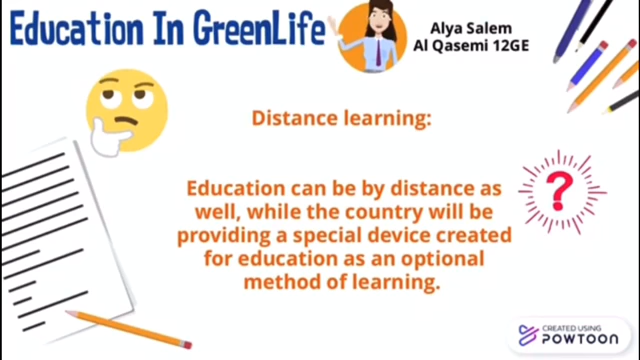 Education In GreenLife
Alya Salem
Al Qasemi 12GE
Distance learning:
Education can be by distance as
well, while the country will be
providing a special device created
for education as an optional
method of learning.
?
CREATED USING
POWTOON